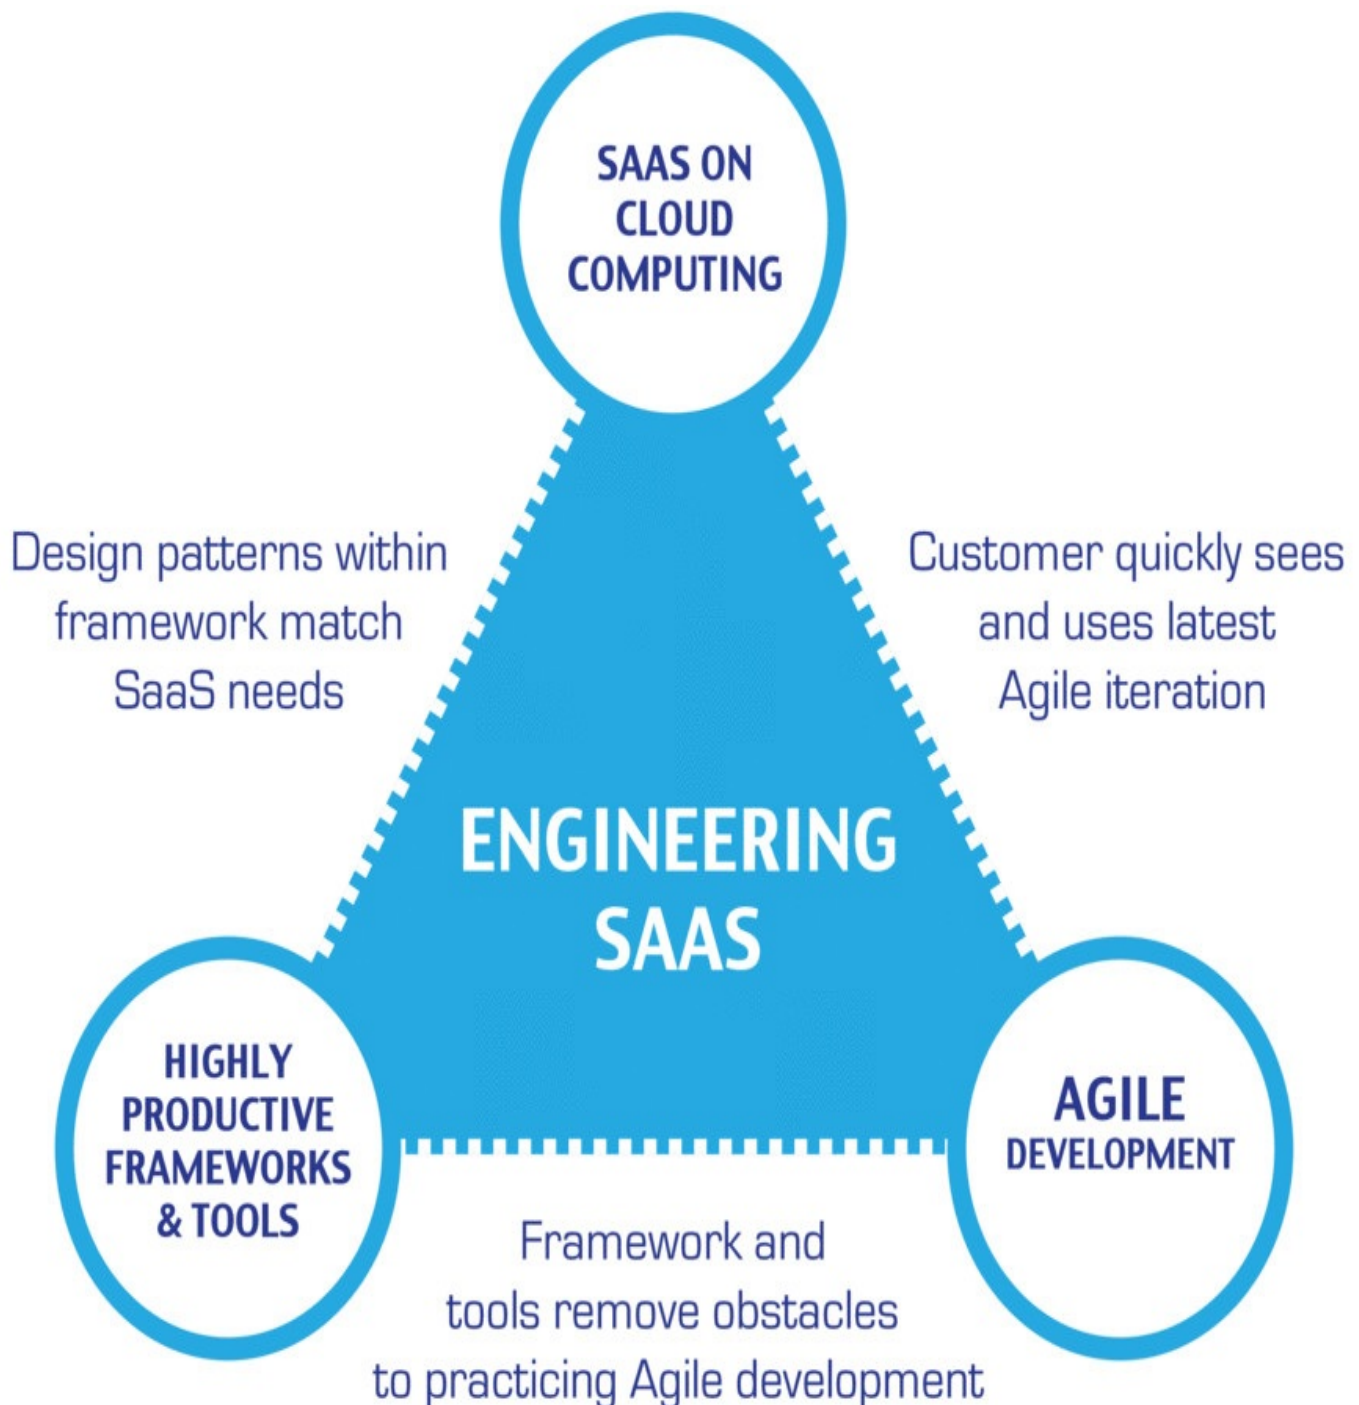 SAAS ON
CLOUD
COMPUTING
Design patterns within
framework match
SaaS needs
Customer quickly sees
and uses latest
Agile iteration
ENGINEERING
SAAS
HIGHLY
PRODUCTIVE
FRAMEWORKS
& TOOLS
AGILE
DEVELOPMENT
Framework and
tools remove obstacles
to practicing Agile development